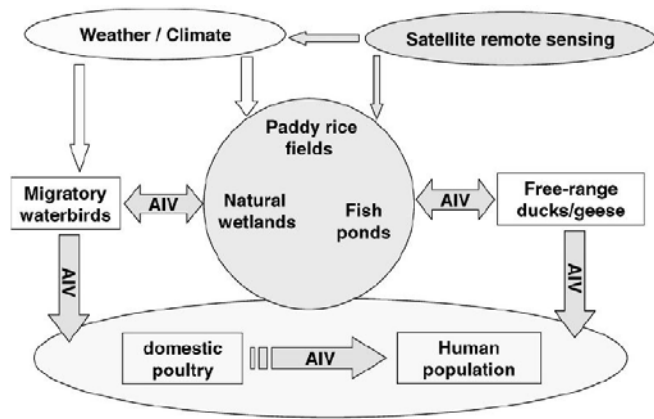 Weather / Climate
Satellite remote sensing
Paddy rice
fields
Migratory
waterbirds
AIV
Natural
wetlands
Fish
ponds
AIV
Free-range
ducks/geese
AIV
AIV
domestic
poultry
AIV
Human
population